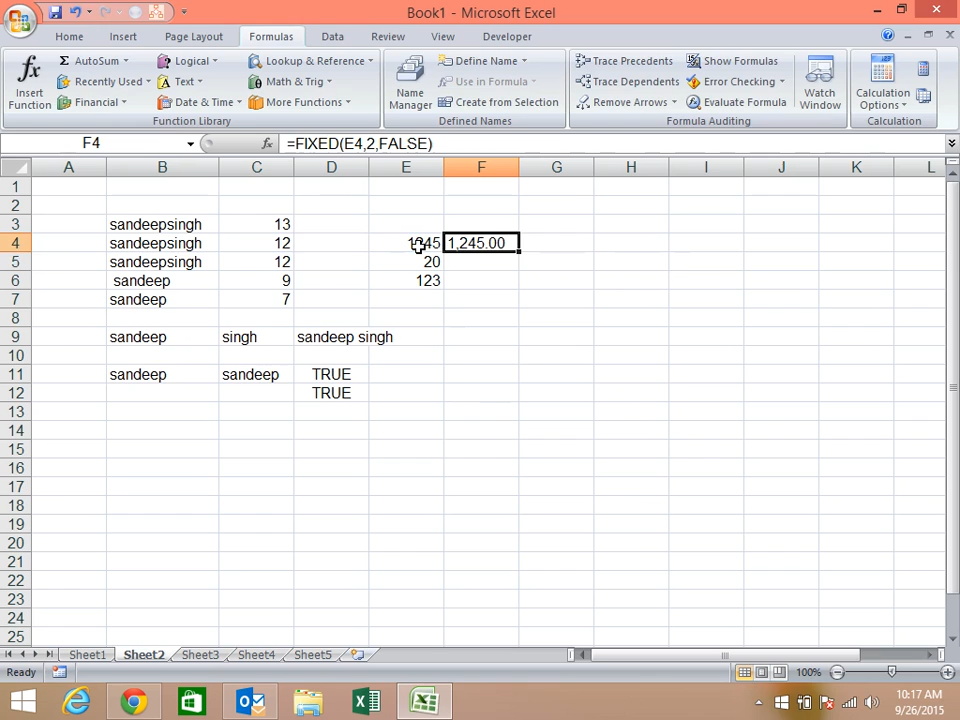 Book1 - Microsoft Excel
Home Insert Page Layout Formulas Data Review View Developer
fx Σ AutoSum Logical Lookup & Reference Define Name Trace Precedents Show Formulas
Insert Function Recently Used Text Math & Trig Name Manager Use in Formula Trace Dependents Error Checking Watch Window Calculation Options
Financial Date & Time More Functions Create from Selection Remove Arrows Evaluate Formula
Function Library Defined Names Formula Auditing Calculation
F4 fx =FIXED(E4,2,FALSE)
A B C D E F G H I J K L
1
2
3 sandeepsingh 13
4 sandeepsingh 12 1245 1,245.00
5 sandeepsingh 12 20
6 sandeep 9 123
7 sandeep 7
8
9 sandeep singh sandeep singh
10
11 sandeep sandeep TRUE
12 TRUE
13
14
15
16
17
18
19
20
21
22
23
24
25
Sheet1 Sheet2 Sheet3 Sheet4 Sheet5
Ready 100%
10:17 AM
9/26/2015